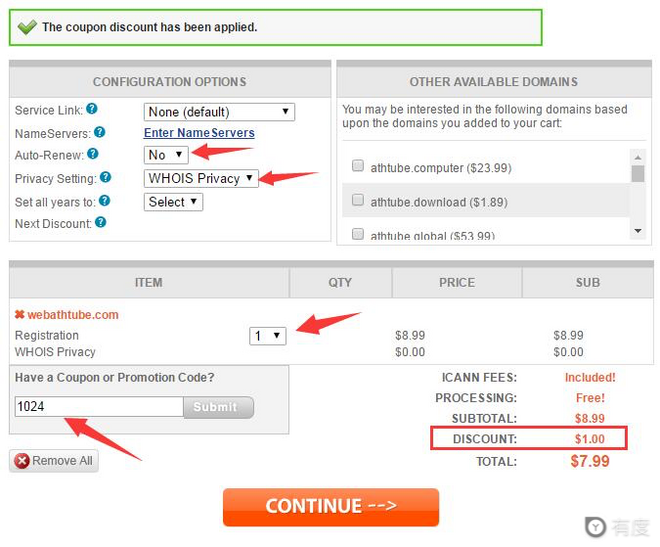 The coupon discount has been applied.
CONFIGURATION OPTIONS
Service Link: ? None (default)
NameServers: ? Enter NameServers
Auto-Renew: ? No
Privacy Setting: ? WHOIS Privacy
Set all years to: ? Select
Next Discount: ?
OTHER AVAILABLE DOMAINS
You may be interested in the following domains based
upon the domains you added to your cart:
athtube.computer ($23.99)
athtube.download ($1.89)
athtube.global ($53.99)
ITEM QTY PRICE SUB
webathtube.com
Registration 1 $8.99 $8.99
WHOIS Privacy $0.00 $0.00
Have a Coupon or Promotion Code?
1024 Submit
Remove All
ICANN FEES: Included!
PROCESSING: Free!
SUBTOTAL: $8.99
DISCOUNT: $1.00
TOTAL: $7.99
CONTINUE -->
Y 有度